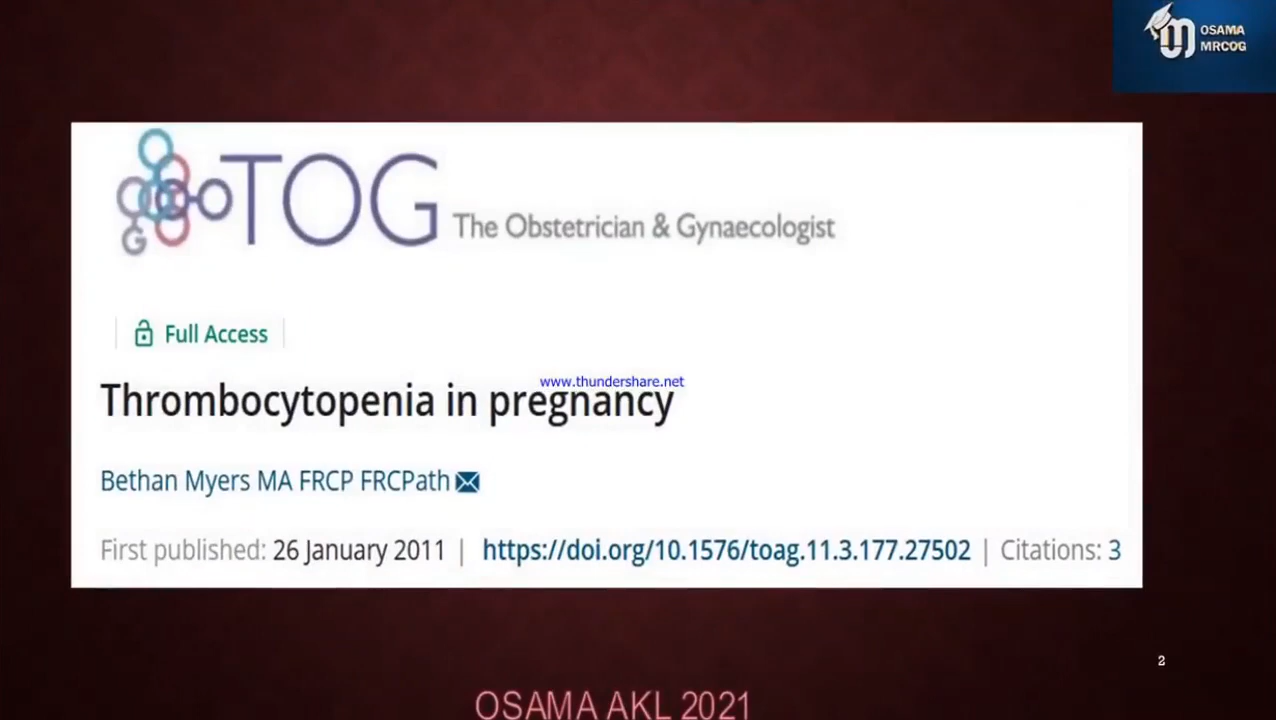 OSAMA
MRCOG
TOG The Obstetrician & Gynaecologist
G
Full Access
www.thundershare.net
Thrombocytopenia in pregnancy
Bethan Myers MA FRCP FRCPath
First published: 26 January 2011 | https://doi.org/10.1576/toag.11.3.177.27502 | Citations: 3
2
OSAMA AKL 2021